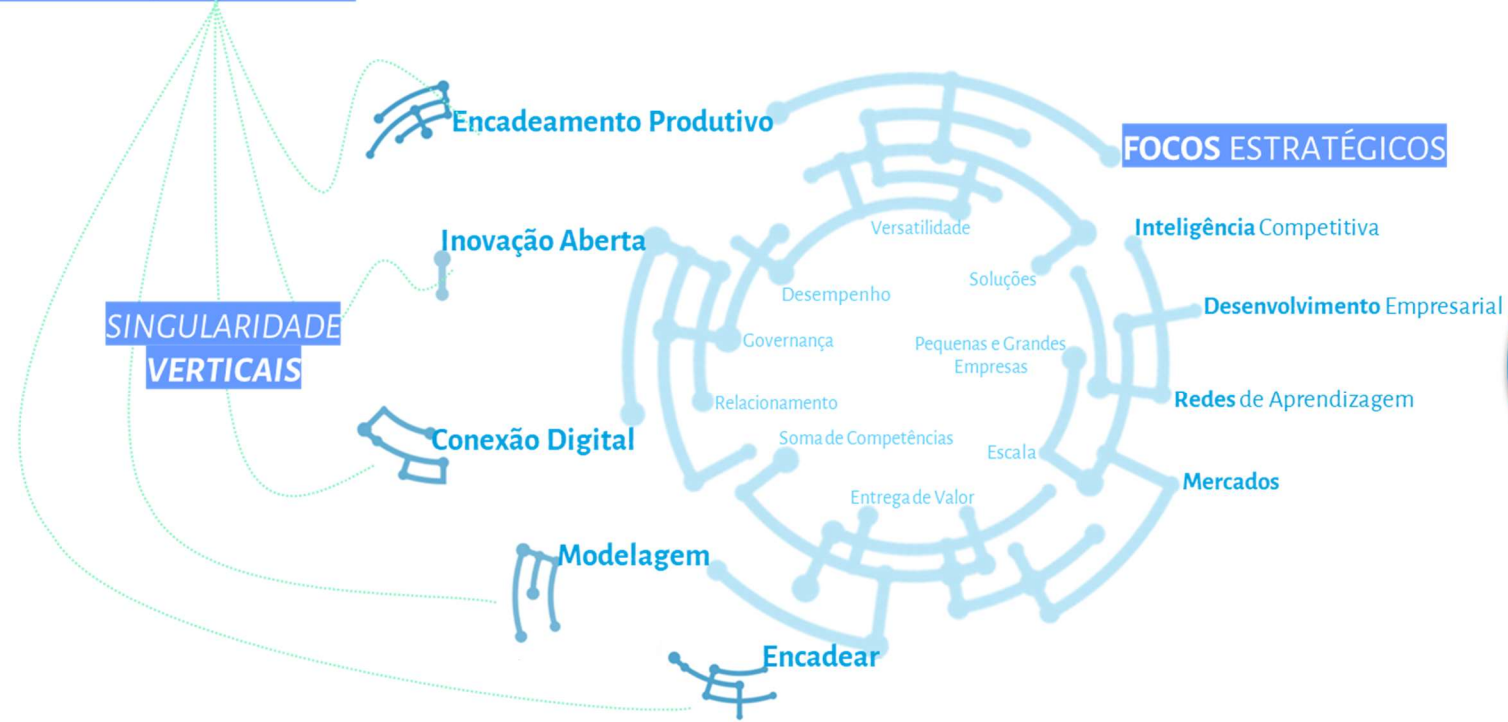 Encadeamento Produtivo
Inovação Aberta
SINGULARIDADE
VERTICAIS
Conexão Digital
Modelagem
Encadear
Versatilidade
Soluções
Desempenho
Governança
Pequenas e Grandes
Empresas
Relacionamento
Soma de Competências
Escala
Entrega de Valor
FOCOS ESTRATÉGICOS
Inteligência Competitiva
Desenvolvimento Empresarial
Redes de Aprendizagem
Mercados